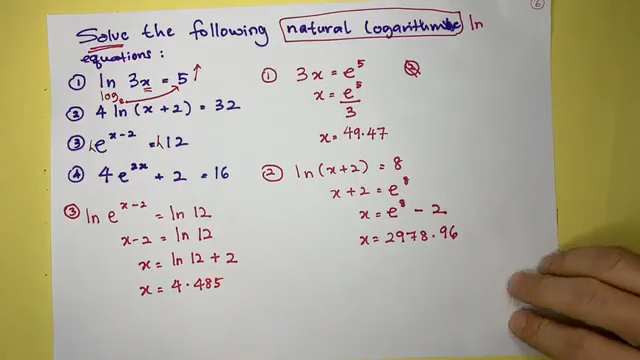 Solve the following natural logarithmic ln
equations:
① ln 3x = 5
logₑ
② 4 ln (x + 2) = 32
③ e^(x-2) = 12
④ 4e^(2x) + 2 = 16
③ ln e^(x-2) = ln 12
x-2 = ln 12
x = ln 12 + 2
x = 4.485
① 3x = e^5
x = e^5/3
x = 49.47
② ln (x+2) = 8
x+2 = e^8
x = e^8 - 2
x = 2978.96